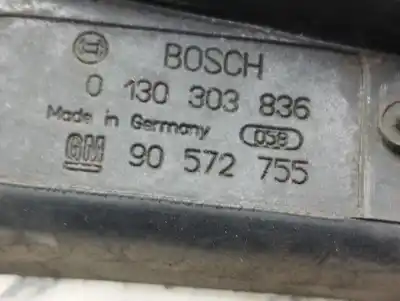 BOSCH
0 130 303 836
Made in Germany 058
GM 90 572 755